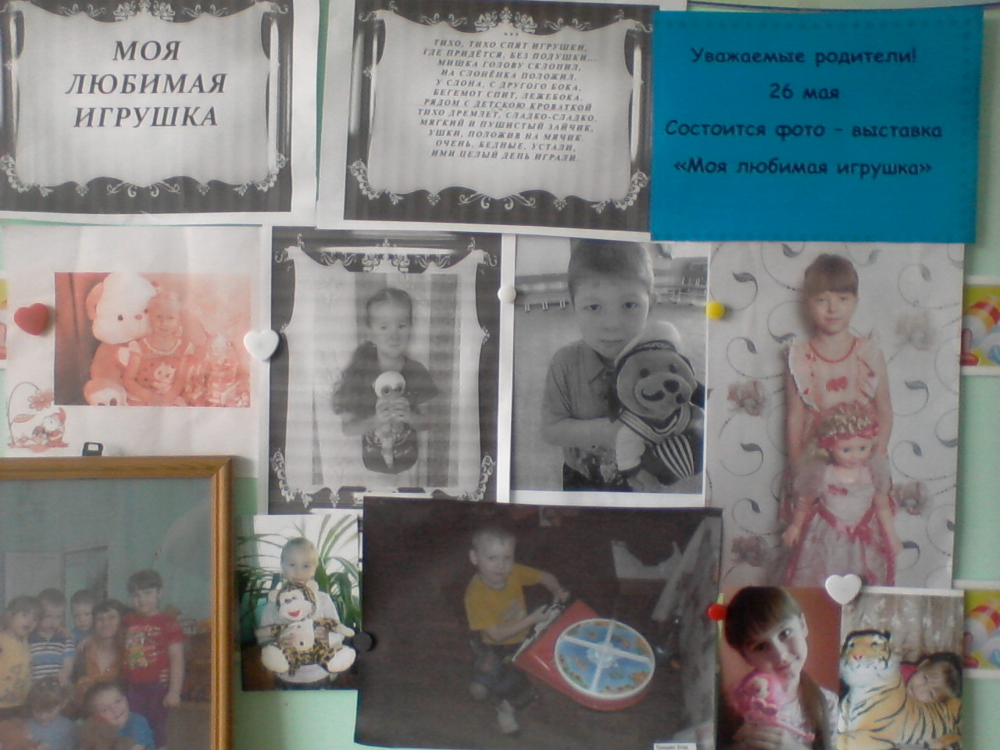 МОЯ
ЛЮБИМАЯ
ИГРУШКА
***
ТИХО, ТИХО СПЯТ ИГРУШКИ,
ГДЕ ПРИДЁТСЯ, БЕЗ ПОДУШКИ...
МИШКА ГОЛОВУ СКЛОНИЛ,
НА СЛОНЁНКА ПОЛОЖИЛ.
У СЛОНА, С ДРУГОГО БОКА,
БЕГЕМОТ СПИТ, ЛЕЖЕБОКА.
РЯДОМ С ДЕТСКОЮ КРОВАТКОЙ
ТИХО ДРЕМЛЕТ, СЛАДКО-СЛАДКО,
МЯГКИЙ И ПУШИСТЫЙ ЗАЙЧИК,
УШКИ, ПОЛОЖИВ НА МЯЧИК.
ОЧЕНЬ, БЕДНЫЕ, УСТАЛИ,
ИМИ ЦЕЛЫЙ ДЕНЬ ИГРАЛИ.
Уважаемые родители!
26 мая
Состоится фото - выставка
«Моя любимая игрушка»